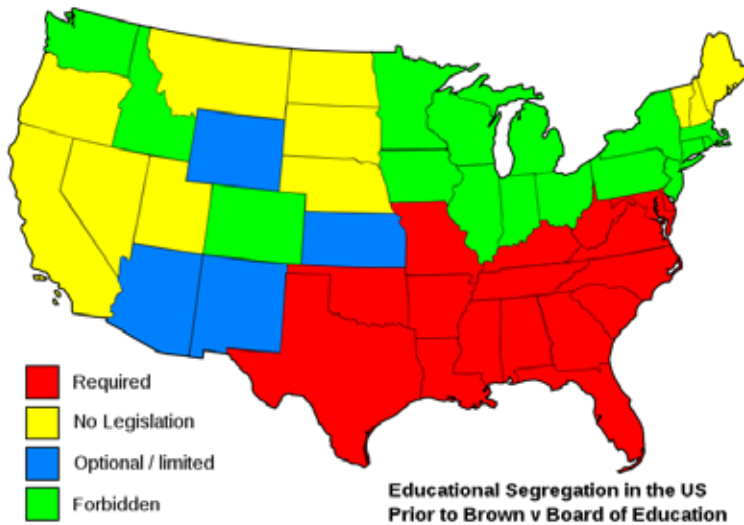 Required
No Legislation
Optional / limited
Forbidden
Educational Segregation in the US
Prior to Brown v Board of Education